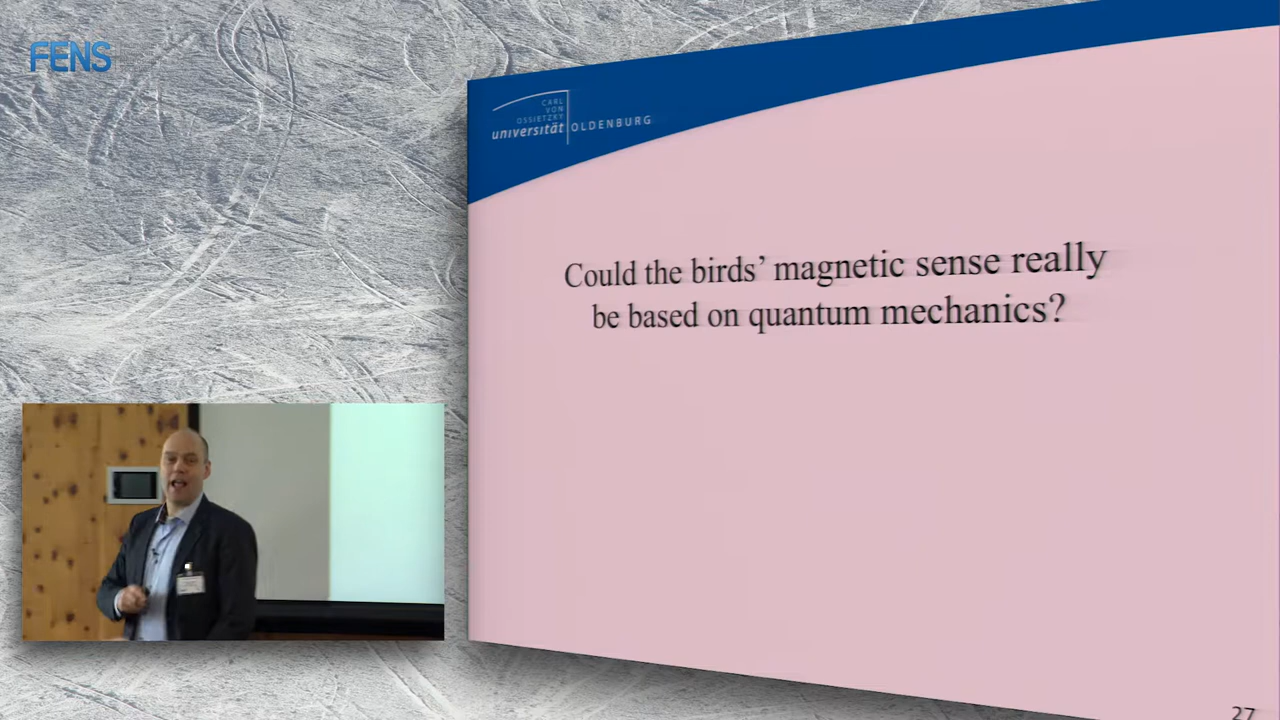 FENS
CARL
VON
OSSIETZKY
universität
OLDENBURG
Could the birds’ magnetic sense really
be based on quantum mechanics?
27